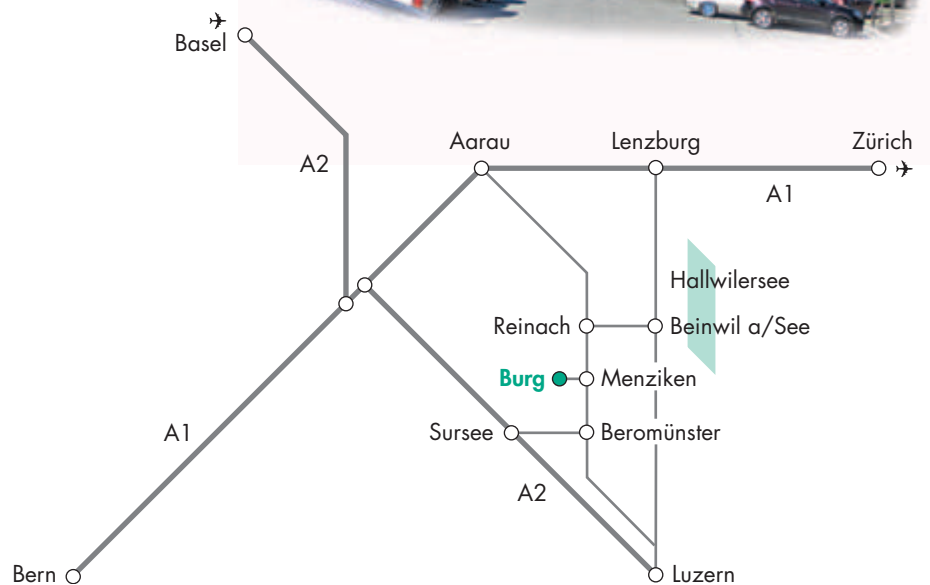 Basel
Aarau
Lenzburg
Zürich
A2
A1
Hallwilersee
Reinach
Beinwil a/See
Burg
Menziken
A1
Sursee
Beromünster
A2
Bern
Luzern